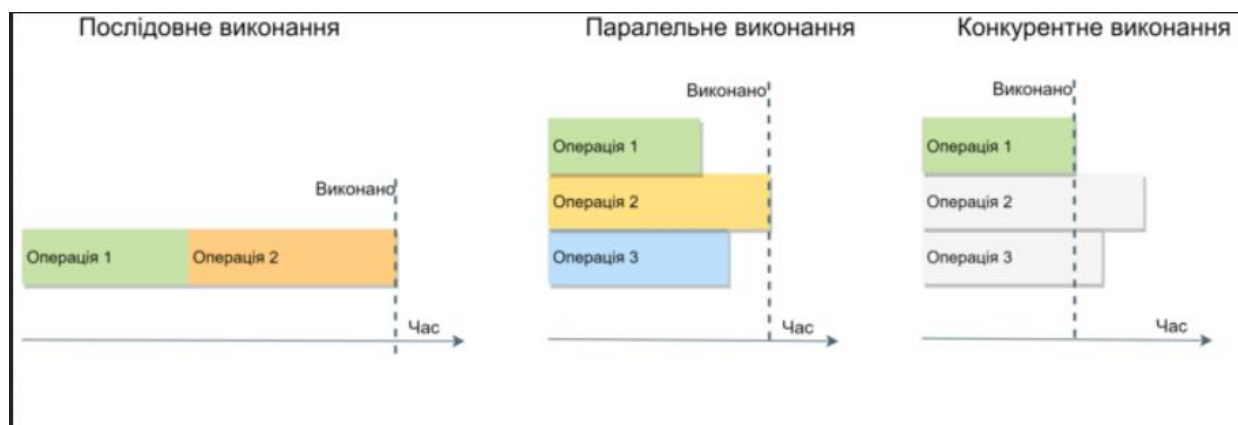 Послідовне виконання
Паралельне виконання
Конкурентне виконання
Виконано
Операція 1
Операція 2
Час
Виконано
Операція 1
Операція 2
Операція 3
Час
Виконано
Операція 1
Операція 2
Операція 3
Час